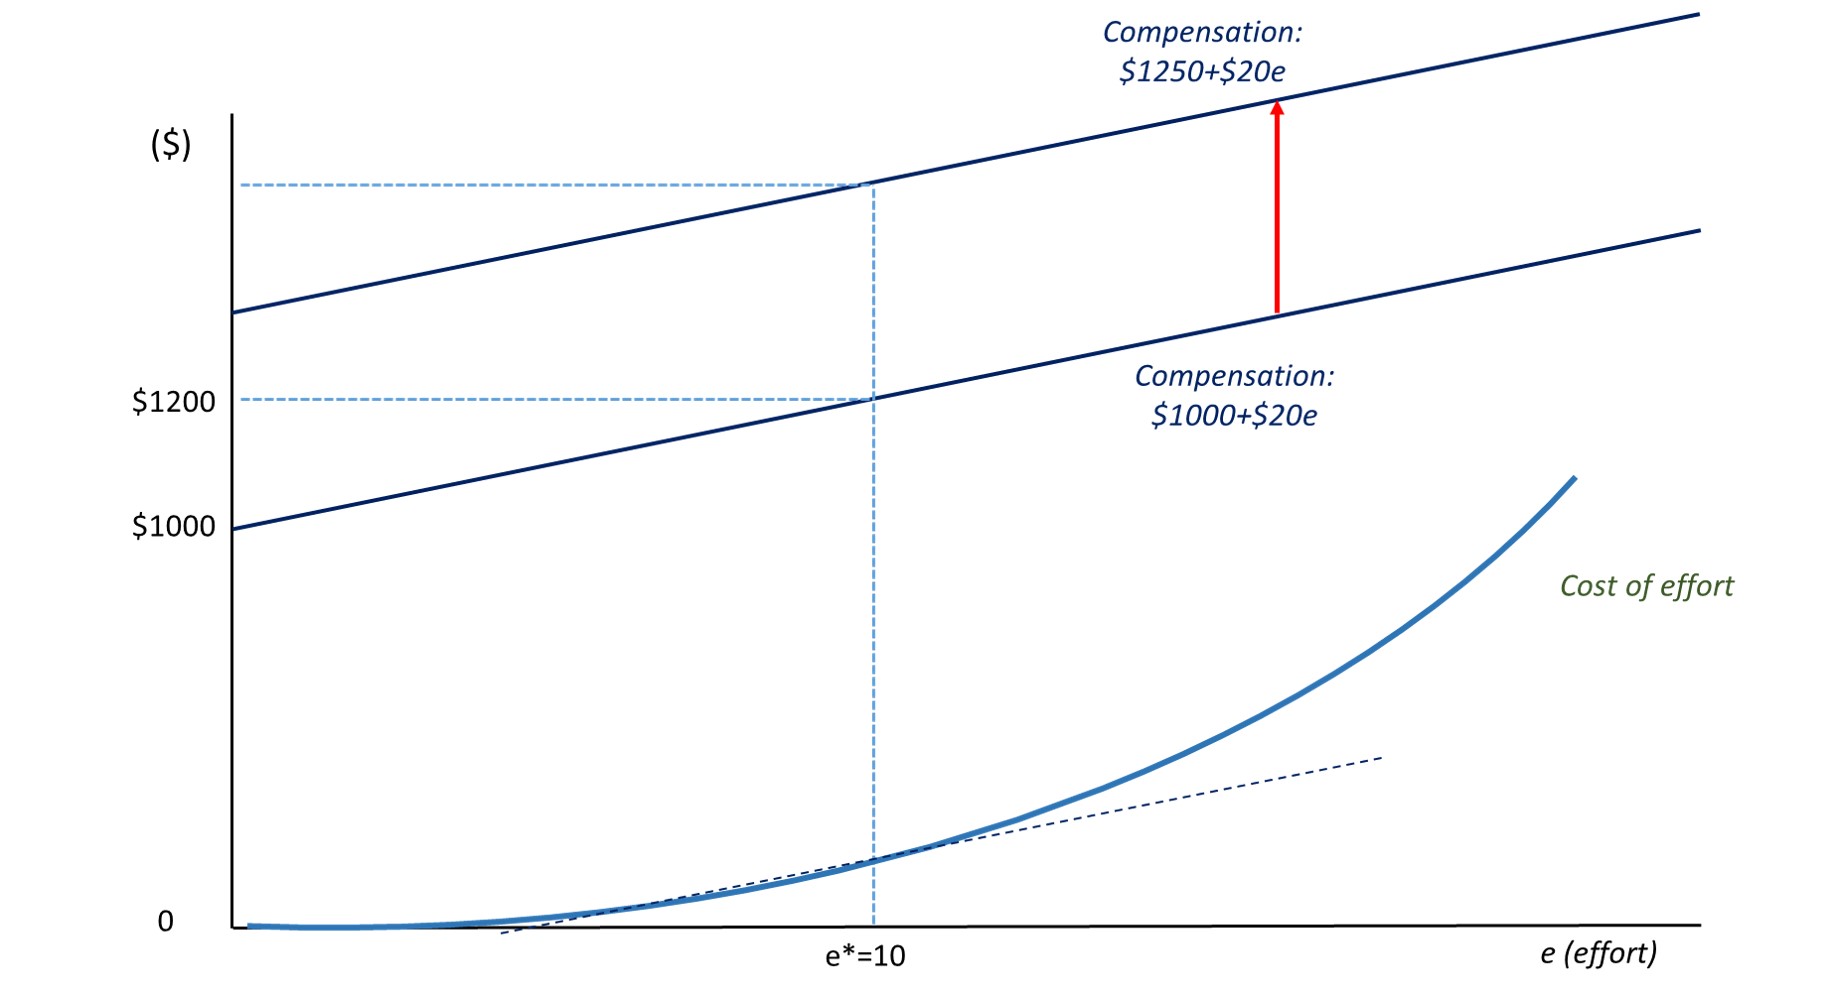 Compensation:
$1250+$20e
($)
Compensation:
$1000+$20e
$1200
$1000
Cost of effort
0
e*=10
e (effort)